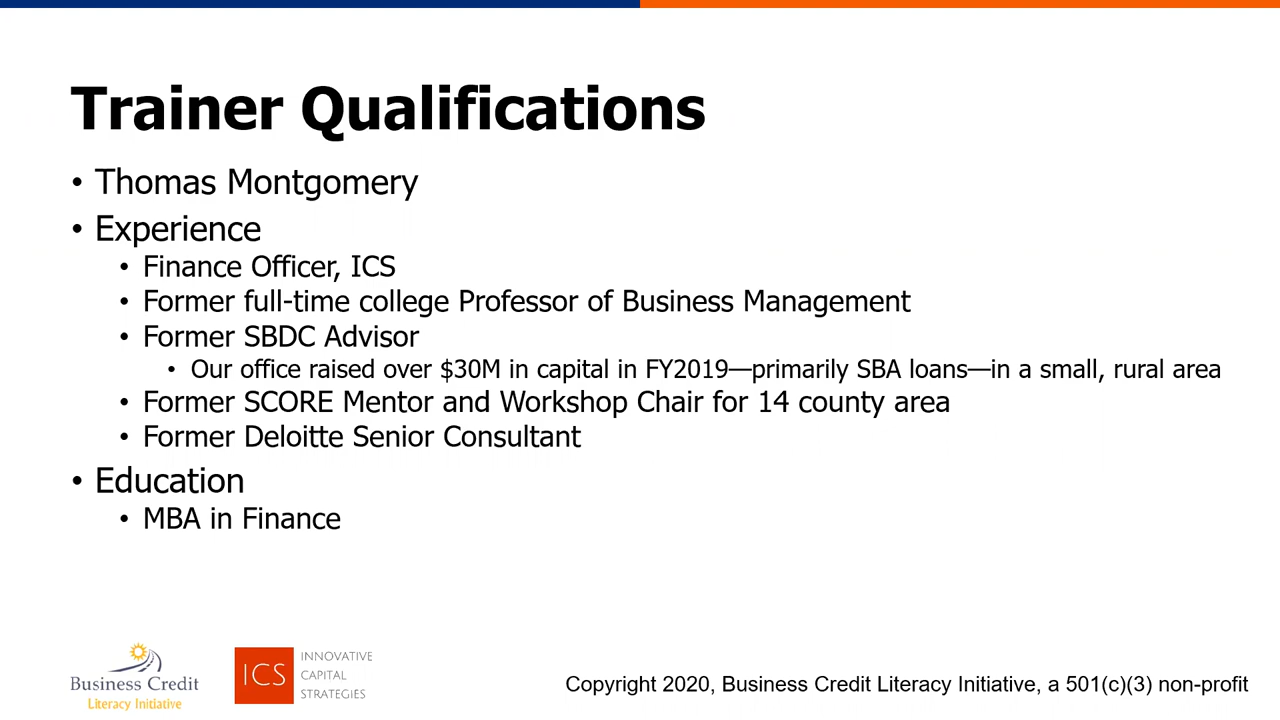 Trainer Qualifications
• Thomas Montgomery
• Experience
• Finance Officer, ICS
• Former full-time college Professor of Business Management
• Former SBDC Advisor
• Our office raised over $30M in capital in FY2019—primarily SBA loans—in a small, rural area
• Former SCORE Mentor and Workshop Chair for 14 county area
• Former Deloitte Senior Consultant
• Education
• MBA in Finance
Business Credit
Literacy Initiative
ICS
INNOVATIVE
CAPITAL
STRATEGIES
Copyright 2020, Business Credit Literacy Initiative, a 501(c)(3) non-profit